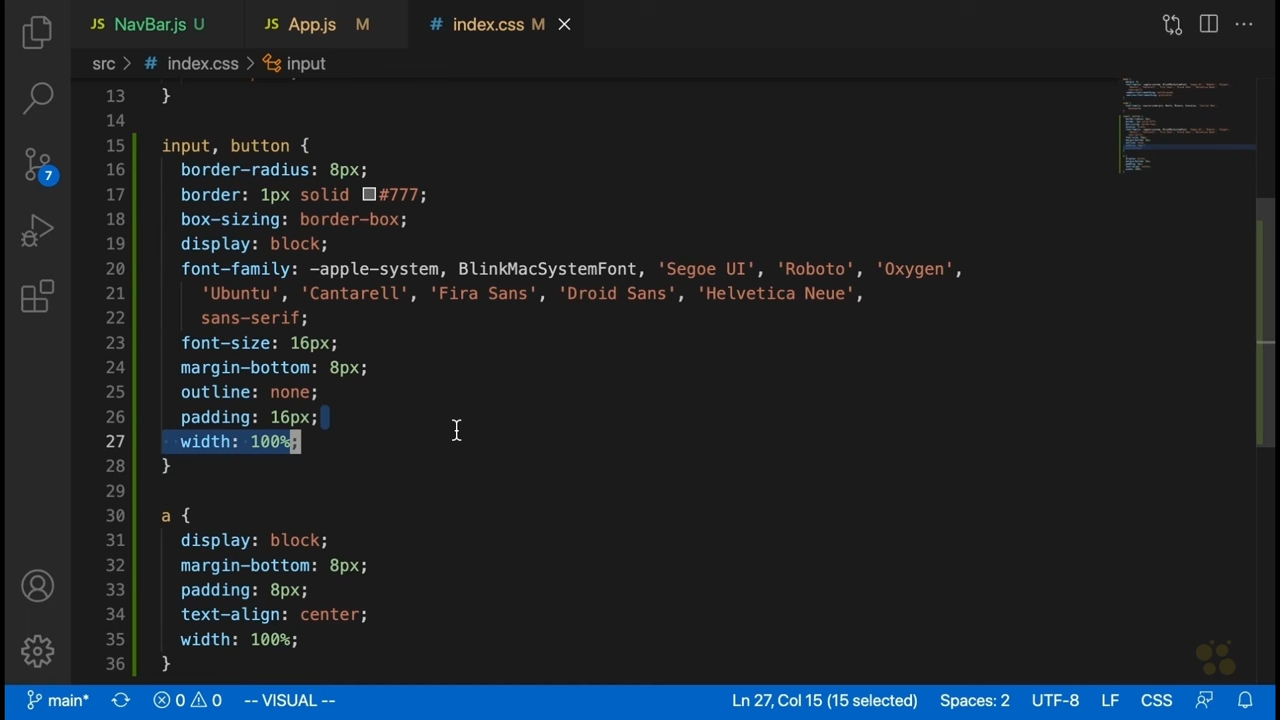 JS NavBar.js U
JS App.js M
# index.css M
src > # index.css > input
13 }
14
15 input, button {
16 border-radius: 8px;
17 border: 1px solid #777;
18 box-sizing: border-box;
19 display: block;
20 font-family: -apple-system, BlinkMacSystemFont, 'Segoe UI', 'Roboto', 'Oxygen',
21 'Ubuntu', 'Cantarell', 'Fira Sans', 'Droid Sans', 'Helvetica Neue',
22 sans-serif;
23 font-size: 16px;
24 margin-bottom: 8px;
25 outline: none;
26 padding: 16px;
27 width: 100%;
28 }
29
30 a {
31 display: block;
32 margin-bottom: 8px;
33 padding: 8px;
34 text-align: center;
35 width: 100%;
36 }
7
main* 0 0 -- VISUAL -- Ln 27, Col 15 (15 selected) Spaces: 2 UTF-8 LF CSS